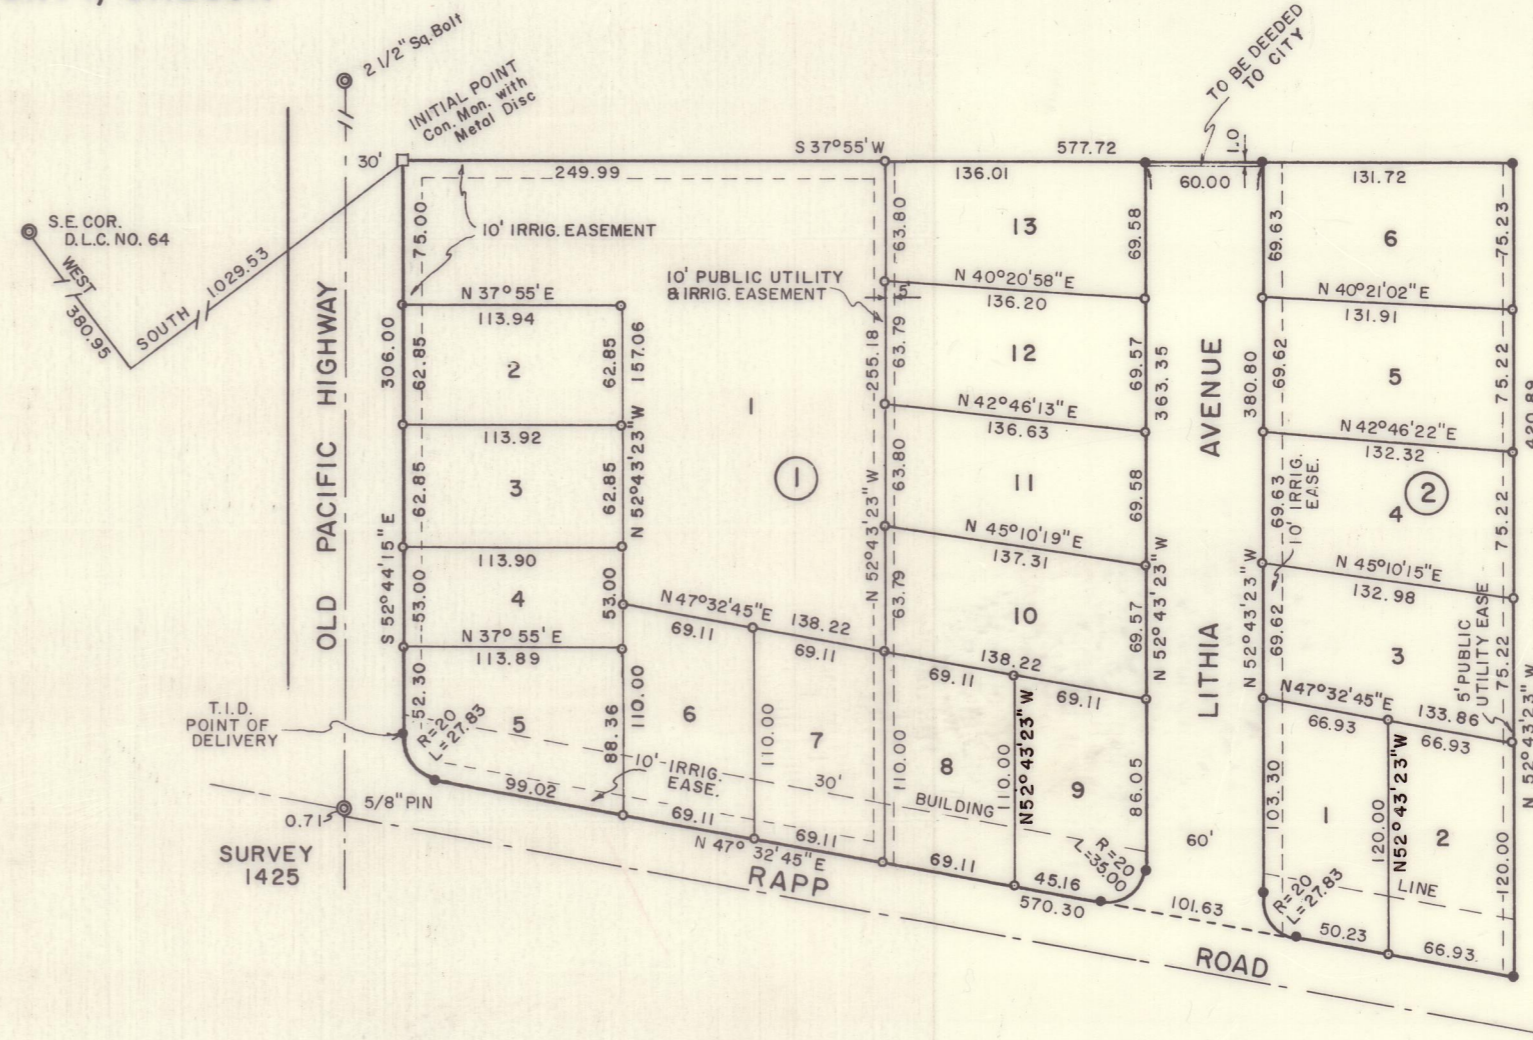 2 1/2" Sq. Bolt
INITIAL POINT
Con. Mon. with
Metal Disc
TO BE DEEDED
TO CITY
30'
S 37°55' W
577.72
1.0
249.99
136.01
60.00
131.72
S.E. COR.
D.L.C. NO. 64
WEST
380.95
SOUTH
1029.53
75.00
10' IRRIG. EASEMENT
63.80
13
69.58
69.63
6
75.23
10' PUBLIC UTILITY
& IRRIG. EASEMENT
5'
N 40°20'58" E
136.20
N 40°21'02" E
131.91
N 37°55' E
113.94
306.00
62.85
2
62.85
157.06
1
255.18
63.79
12
69.57
363.35
380.80
69.62
5
75.22
420.89
N 42°46'13" E
136.63
N 42°46'22" E
132.32
113.92
62.85
3
62.85
N 52°43'23" W
1
63.80
11
69.58
69.63
10' IRRIG.
EASE.
2
4
75.22
N 45°10'19" E
137.31
N 45°10'15" E
132.98
113.90
S 52°44'15" E
53.00
4
53.00
N 52°43'23" W
63.79
10
69.57
N 52°43'23" W
N 52°43'23" W
69.62
3
5' PUBLIC
UTILITY EASE
75.22
N 52°43'23" W
N 37°55' E
113.89
N 47°32'45" E
138.22
69.11
69.11
138.22
69.11
69.11
N 47°32'45" E
133.86
66.93
66.93
OLD PACIFIC HIGHWAY
LITHIA AVENUE
T.I.D.
POINT OF
DELIVERY
52.30
R=20
L=27.83
5
88.36
110.00
6
110.00
7
30'
110.00
8
110.00
N52°43'23" W
9
86.05
BUILDING
R=20
L=35.00
60'
103.30
1
120.00
N52°43'23" W
2
120.00
LINE
R=20
L=27.83
10' IRRIG.
EASE.
99.02
69.11
69.11
69.11
45.16
101.63
50.23
66.93
N 47° 32'45" E
570.30
5/8" PIN
0.71
SURVEY
1425
RAPP
ROAD